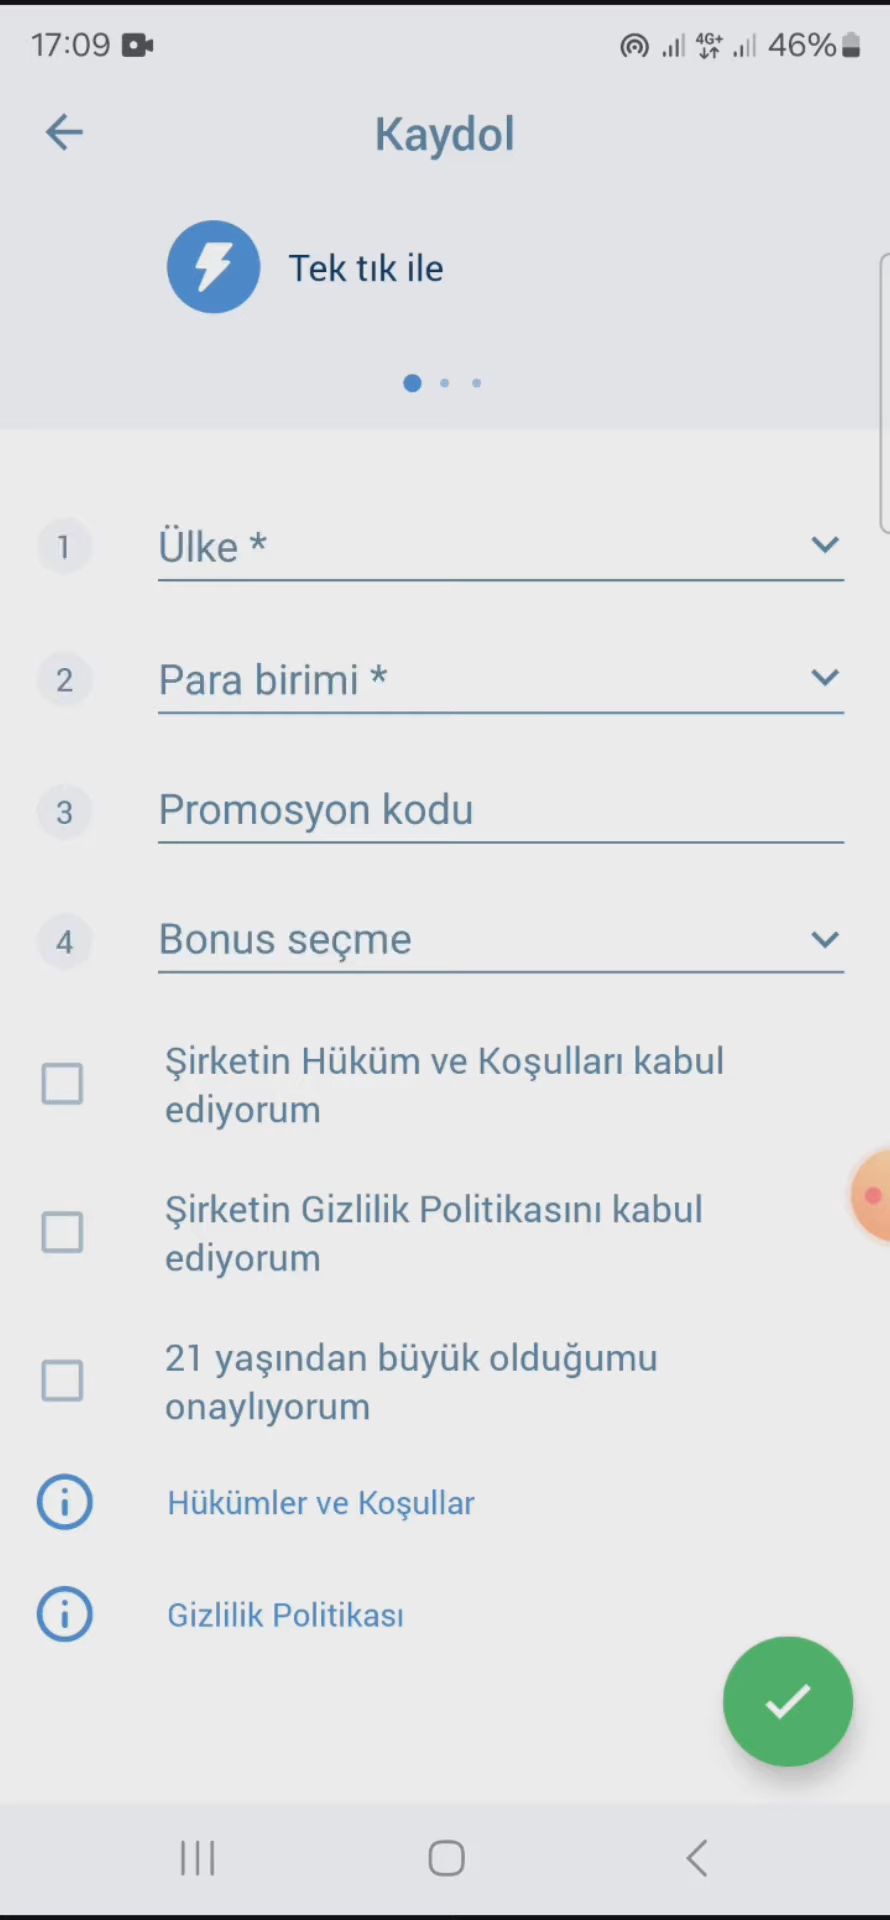 17:09
4G+
46%
Kaydol
Tek tık ile
1
Ülke *
2
Para birimi *
3
Promosyon kodu
4
Bonus seçme
Şirketin Hüküm ve Koşulları kabul
ediyorum
Şirketin Gizlilik Politikasını kabul
ediyorum
21 yaşından büyük olduğumu
onaylıyorum
Hükümler ve Koşullar
Gizlilik Politikası